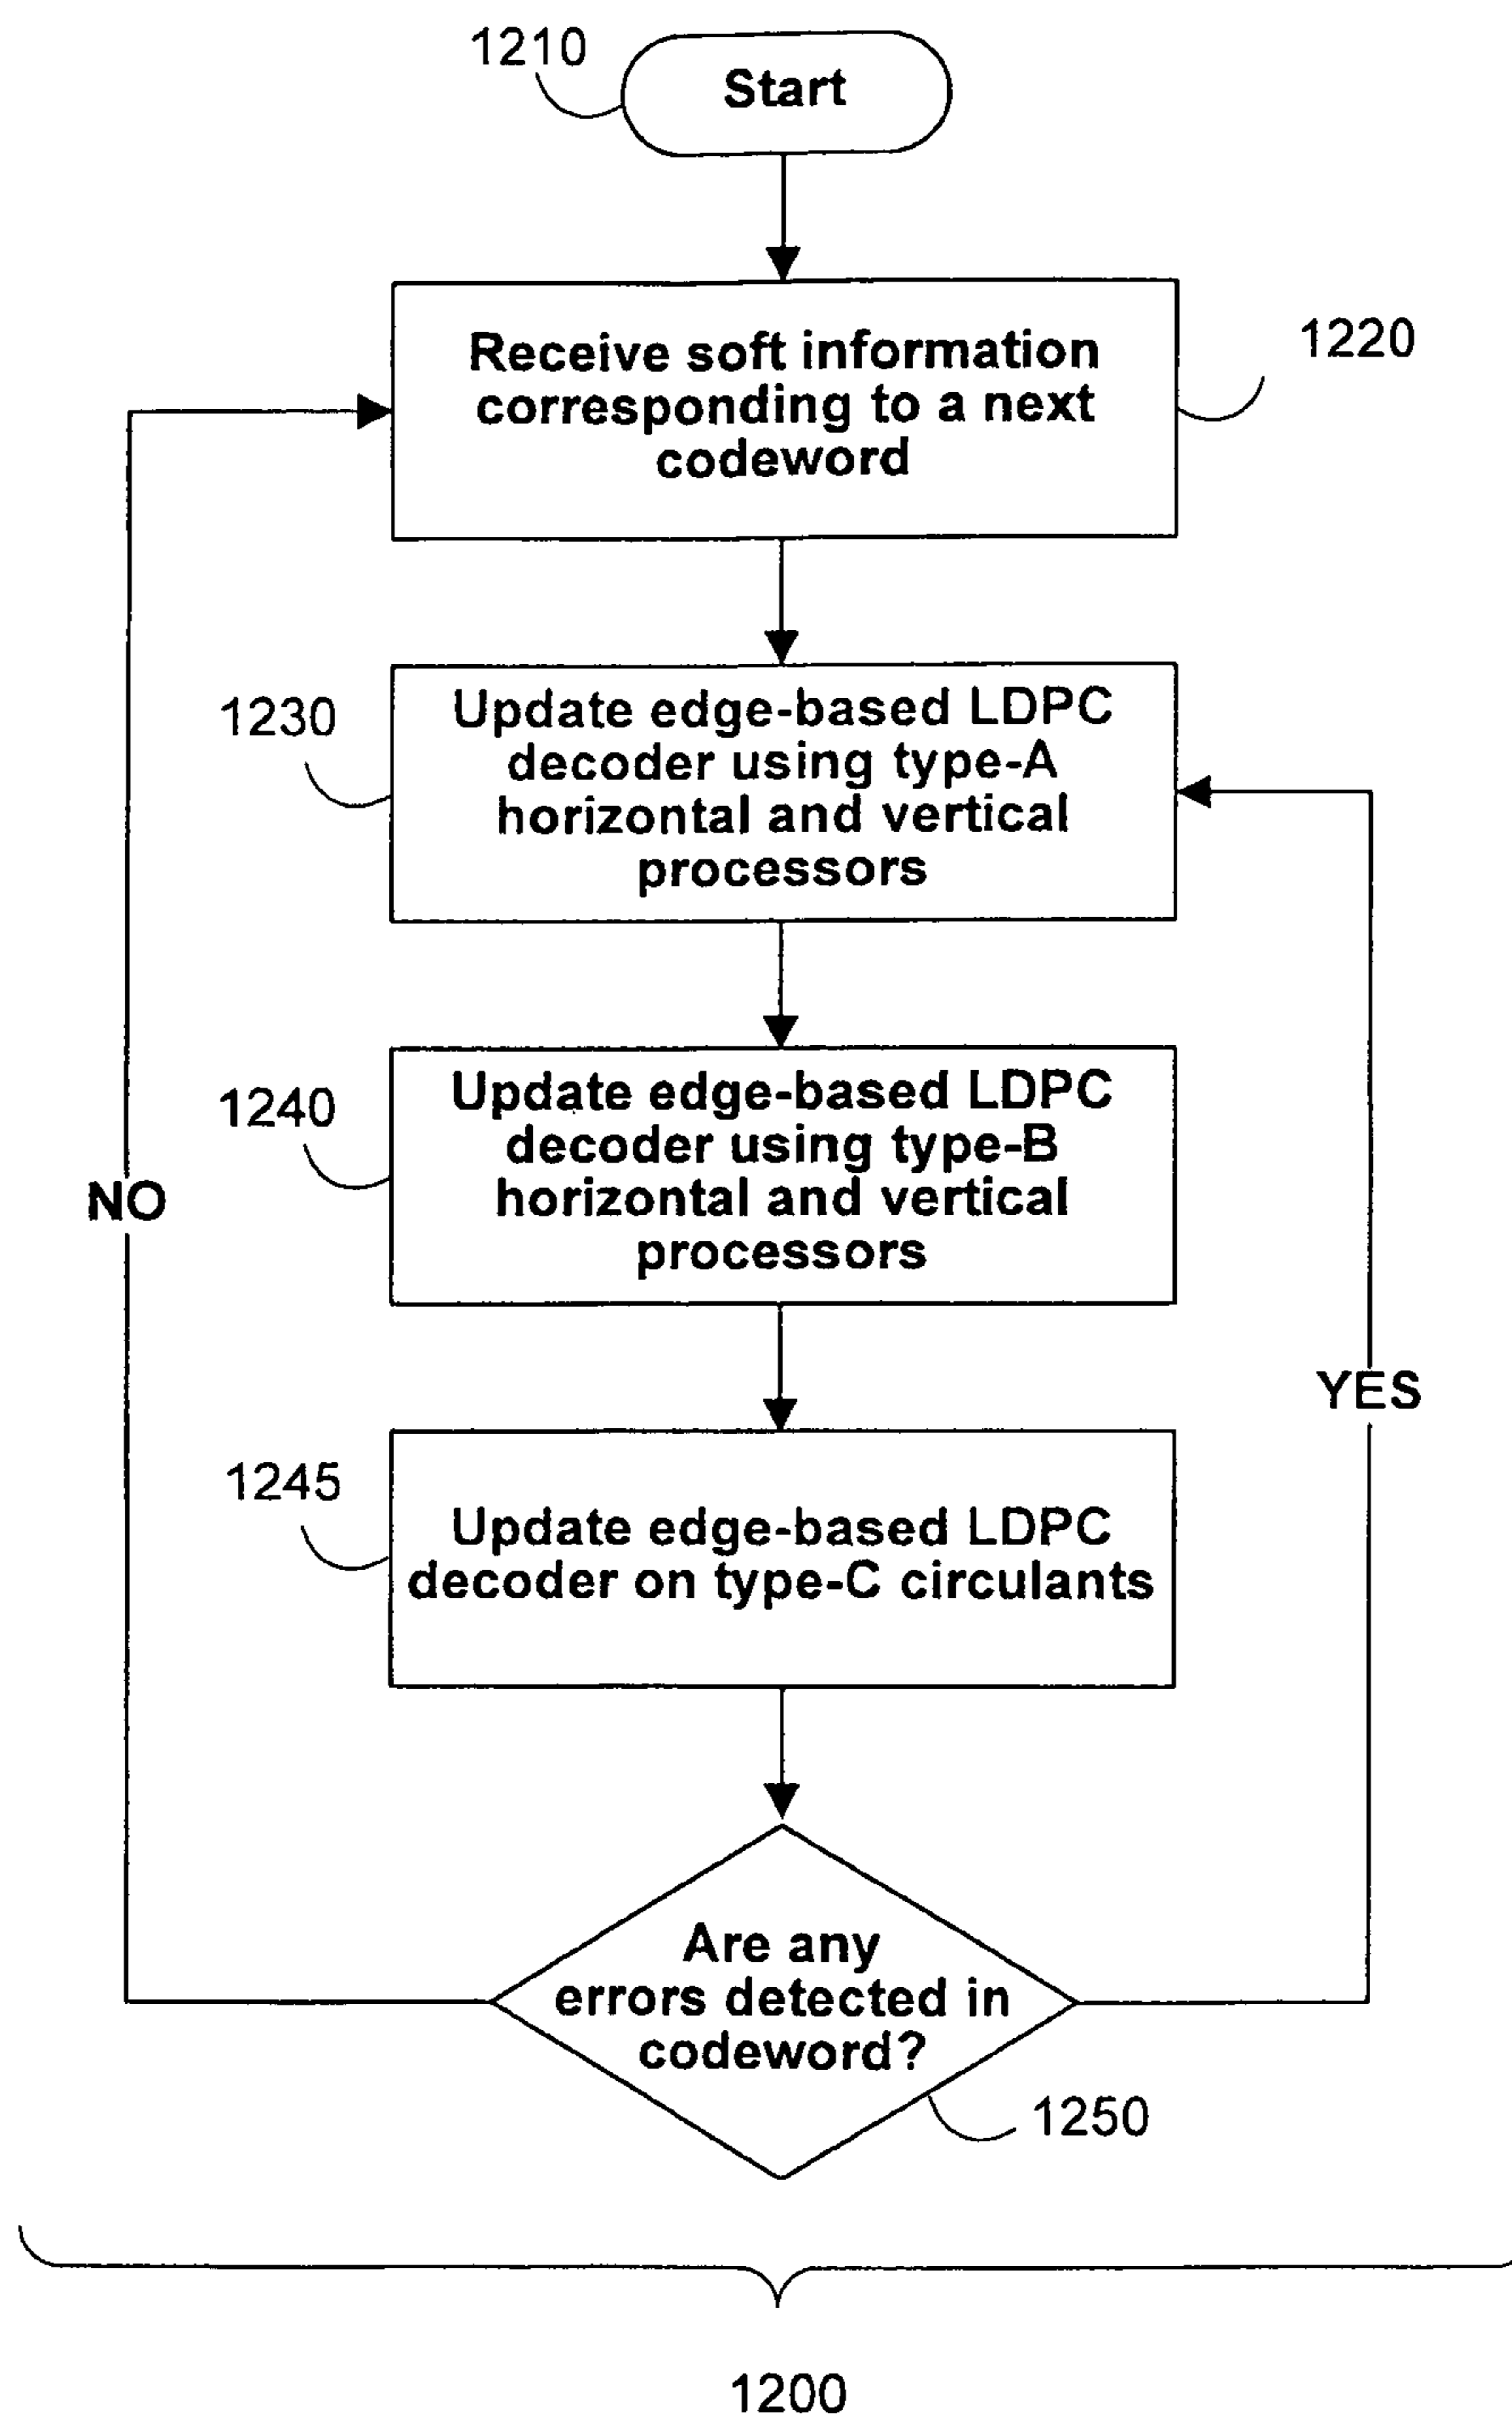 1210
Start
Receive soft information
corresponding to a next
codeword
1220
1230
Update edge-based LDPC
decoder using type-A
horizontal and vertical
processors
1240
Update edge-based LDPC
decoder using type-B
horizontal and vertical
processors
NO
YES
1245
Update edge-based LDPC
decoder on type-C circulants
Are any
errors detected in
codeword?
1250
1200